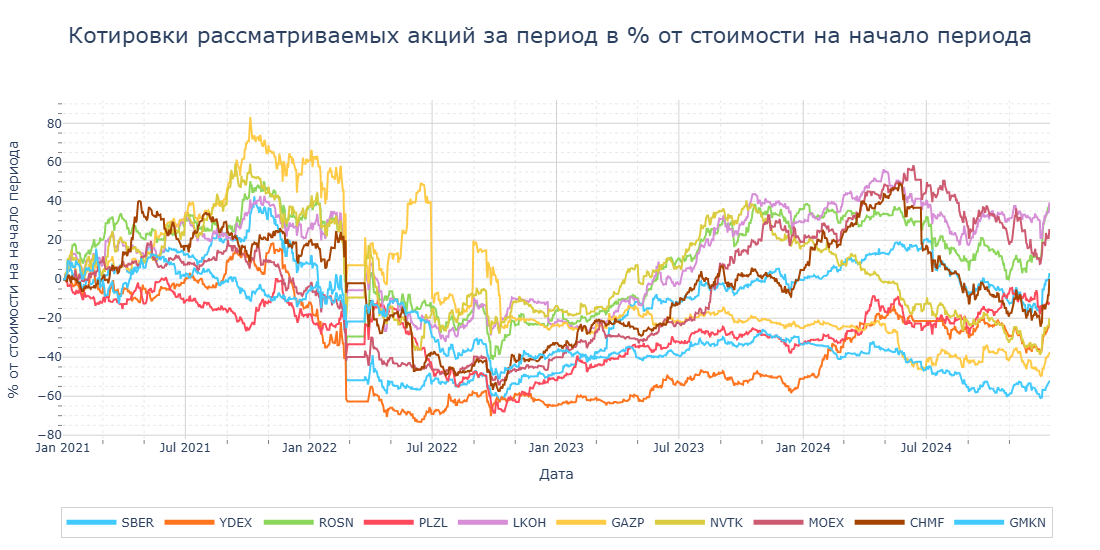 Котировки рассматриваемых акций за период в % от стоимости на начало периода
% от стоимости на начало периода
80
60
40
20
0
−20
−40
−60
−80
Jan 2021 Jul 2021 Jan 2022 Jul 2022 Jan 2023 Jul 2023 Jan 2024 Jul 2024
Дата
SBER YDEX ROSN PLZL LKOH GAZP NVTK MOEX CHMF GMKN